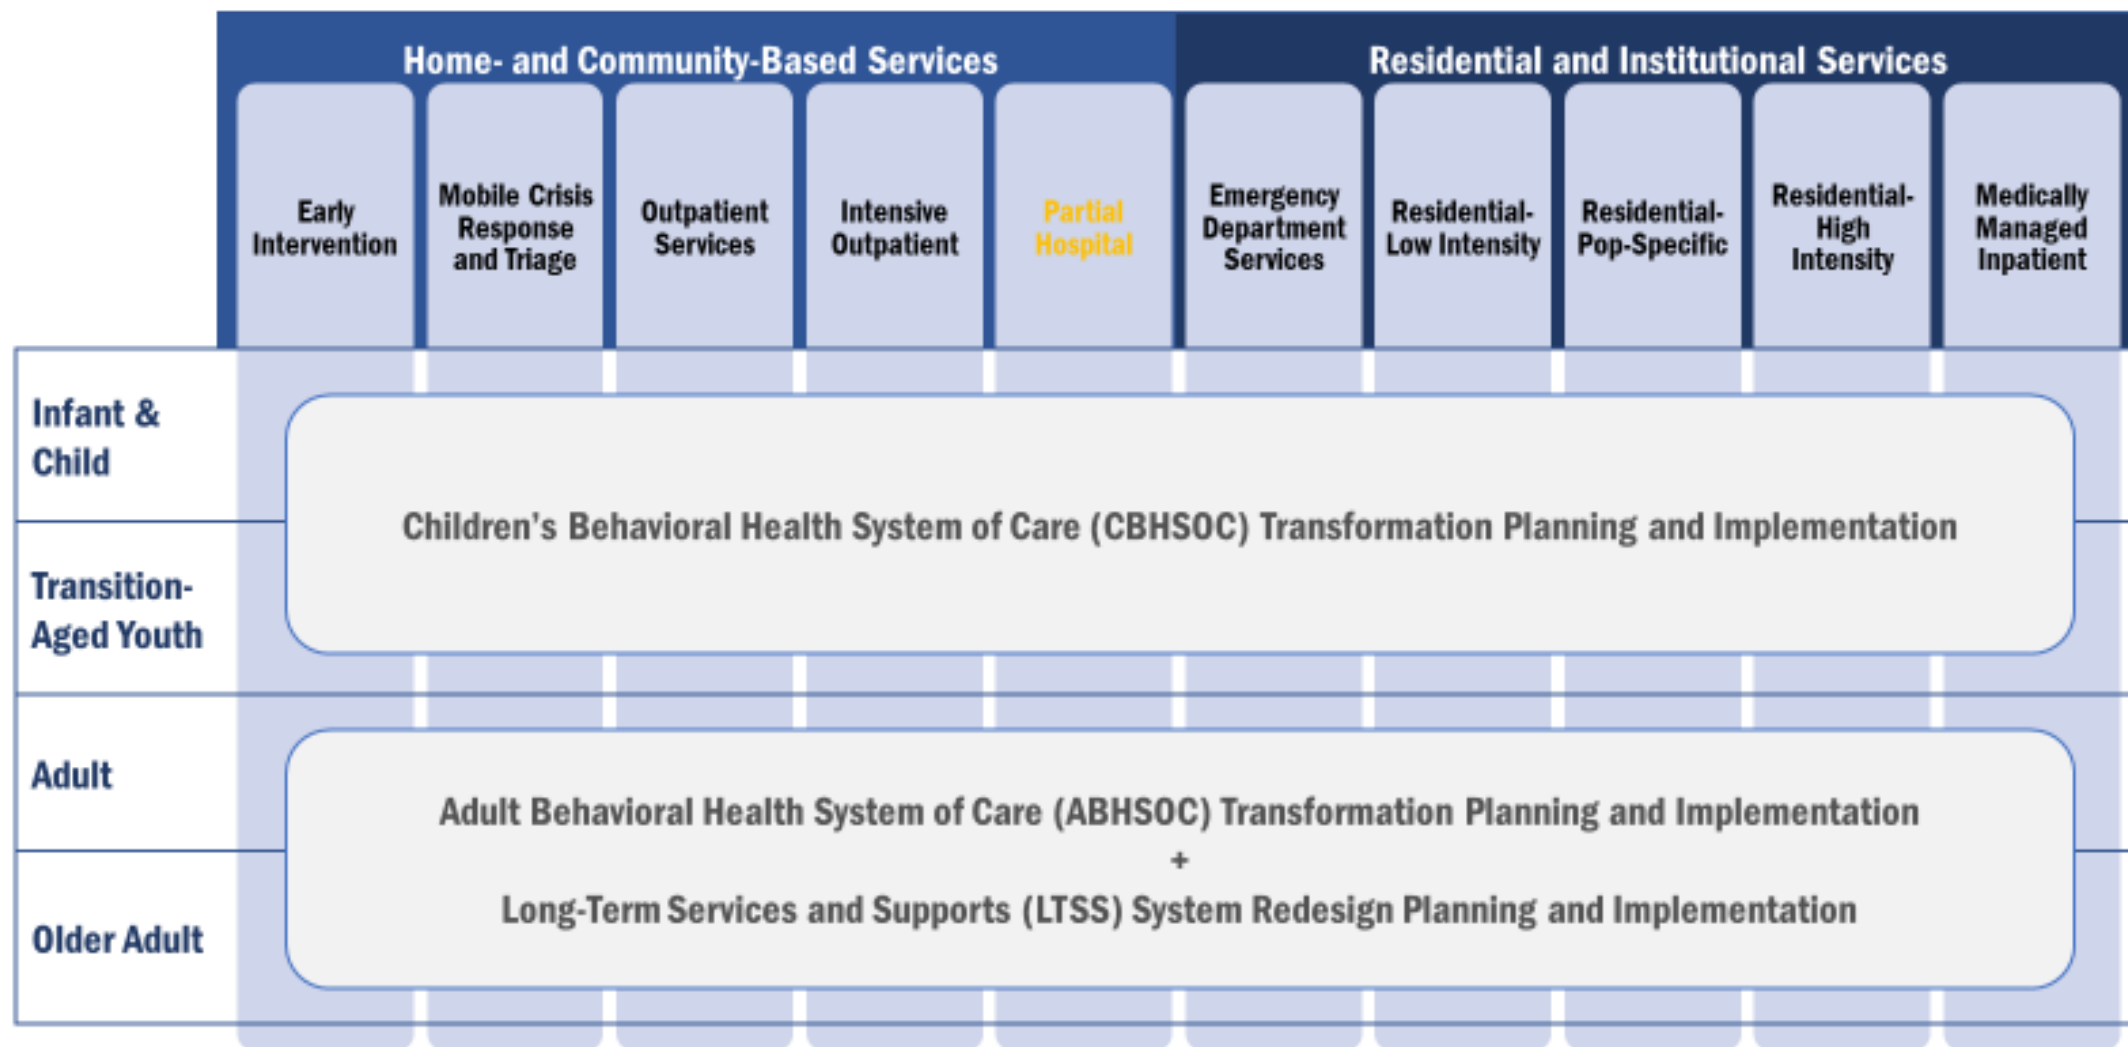 Home- and Community-Based Services
Residential and Institutional Services
Early
Intervention
Mobile Crisis
Response
and Triage
Outpatient
Services
Intensive
Outpatient
Partial
Hospital
Emergency
Department
Services
Residential-
Low Intensity
Residential-
Pop-Specific
Residential-
High
Intensity
Medically
Managed
Inpatient
Infant &
Child
Children's Behavioral Health System of Care (CBHSOC) Transformation Planning and Implementation
Transition-
Aged Youth
Adult
Adult Behavioral Health System of Care (ABHSOC) Transformation Planning and Implementation
+
Long-Term Services and Supports (LTSS) System Redesign Planning and Implementation
Older Adult